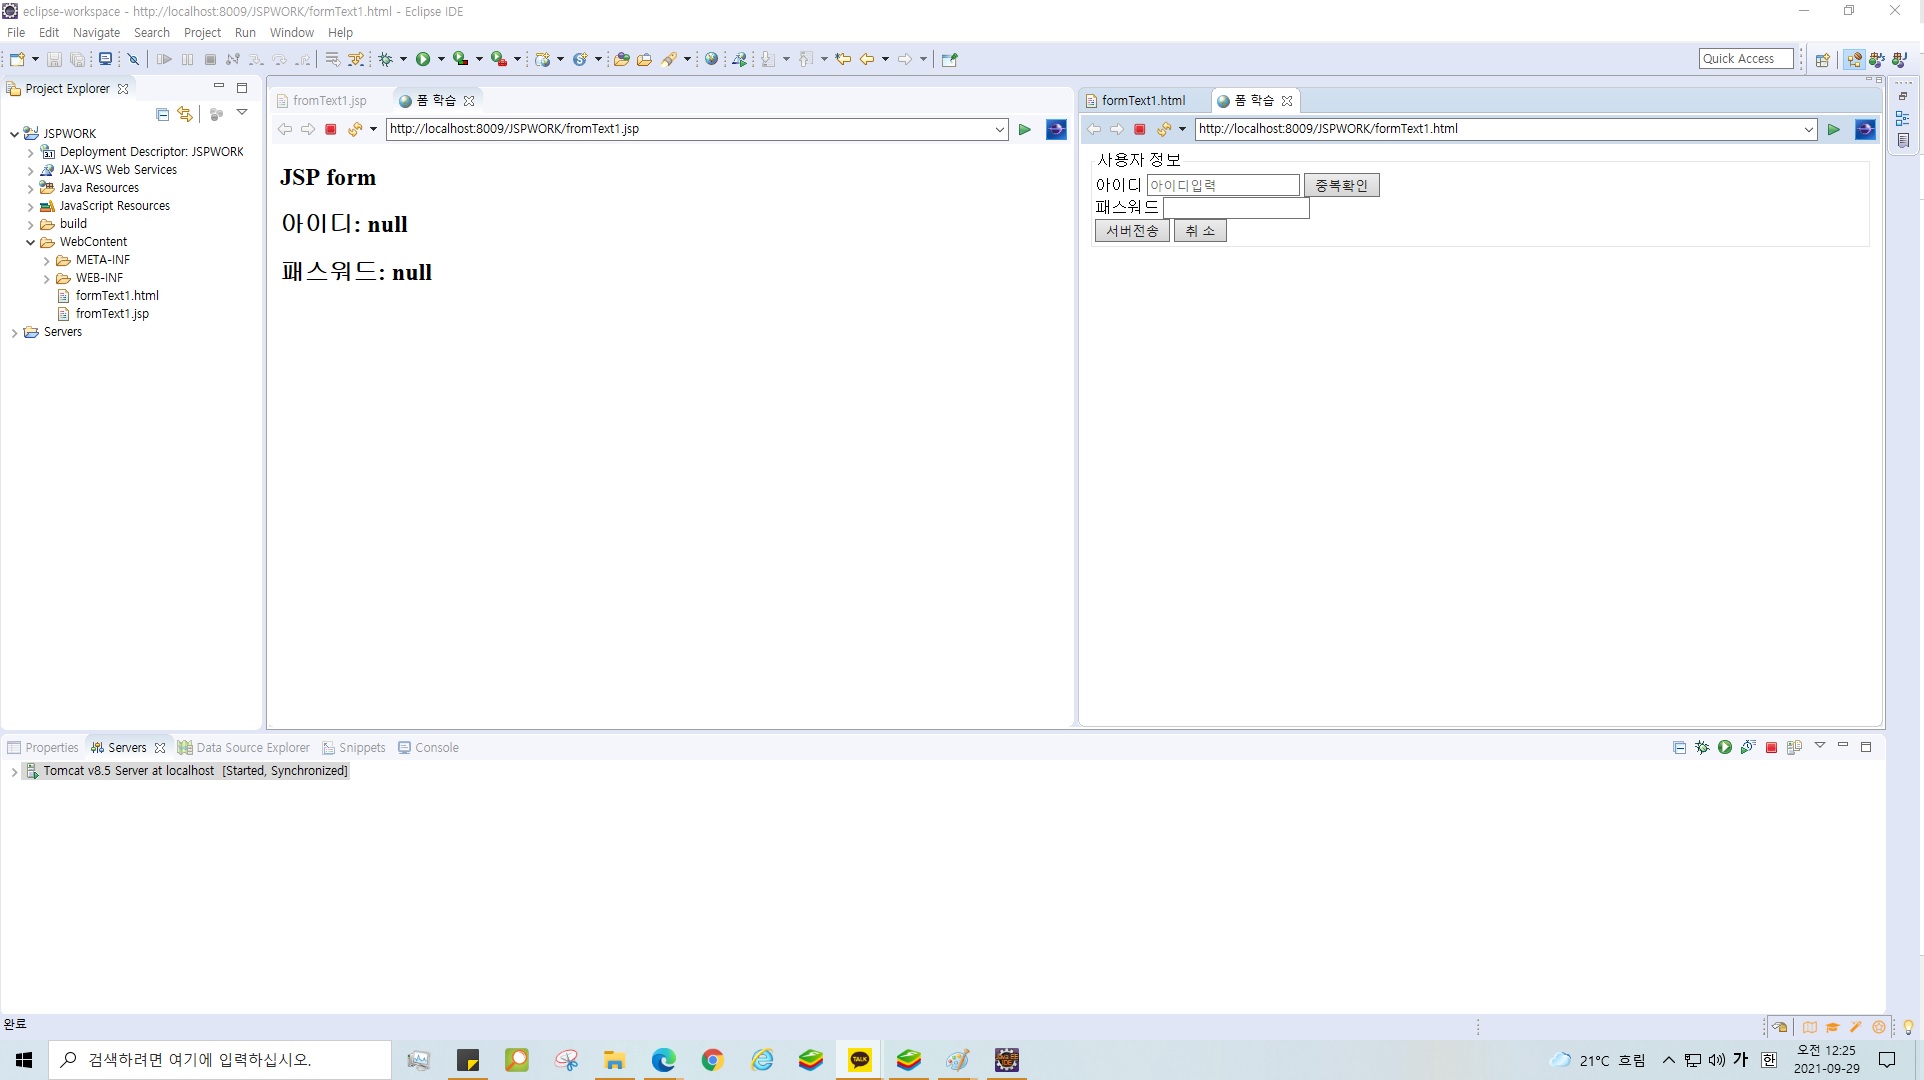 eclipse-workspace - http://localhost:8009/JSPWORK/formText1.html - Eclipse IDE
File Edit Navigate Search Project Run Window Help
Quick Access
Project Explorer
JSPWORK
Deployment Descriptor: JSPWORK
JAX-WS Web Services
Java Resources
JavaScript Resources
build
WebContent
META-INF
WEB-INF
formText1.html
fromText1.jsp
Servers
fromText1.jsp 폼 학습
http://localhost:8009/JSPWORK/fromText1.jsp
JSP form
아이디: null
패스워드: null
formText1.html 폼 학습
http://localhost:8009/JSPWORK/formText1.html
사용자 정보
아이디 아이디입력 중복확인
패스워드
서버전송 취 소
Properties Servers Data Source Explorer Snippets Console
Tomcat v8.5 Server at localhost [Started, Synchronized]
완료
검색하려면 여기에 입력하십시오.
TALK
21°C 흐림
가
한
오전 12:25
2021-09-29